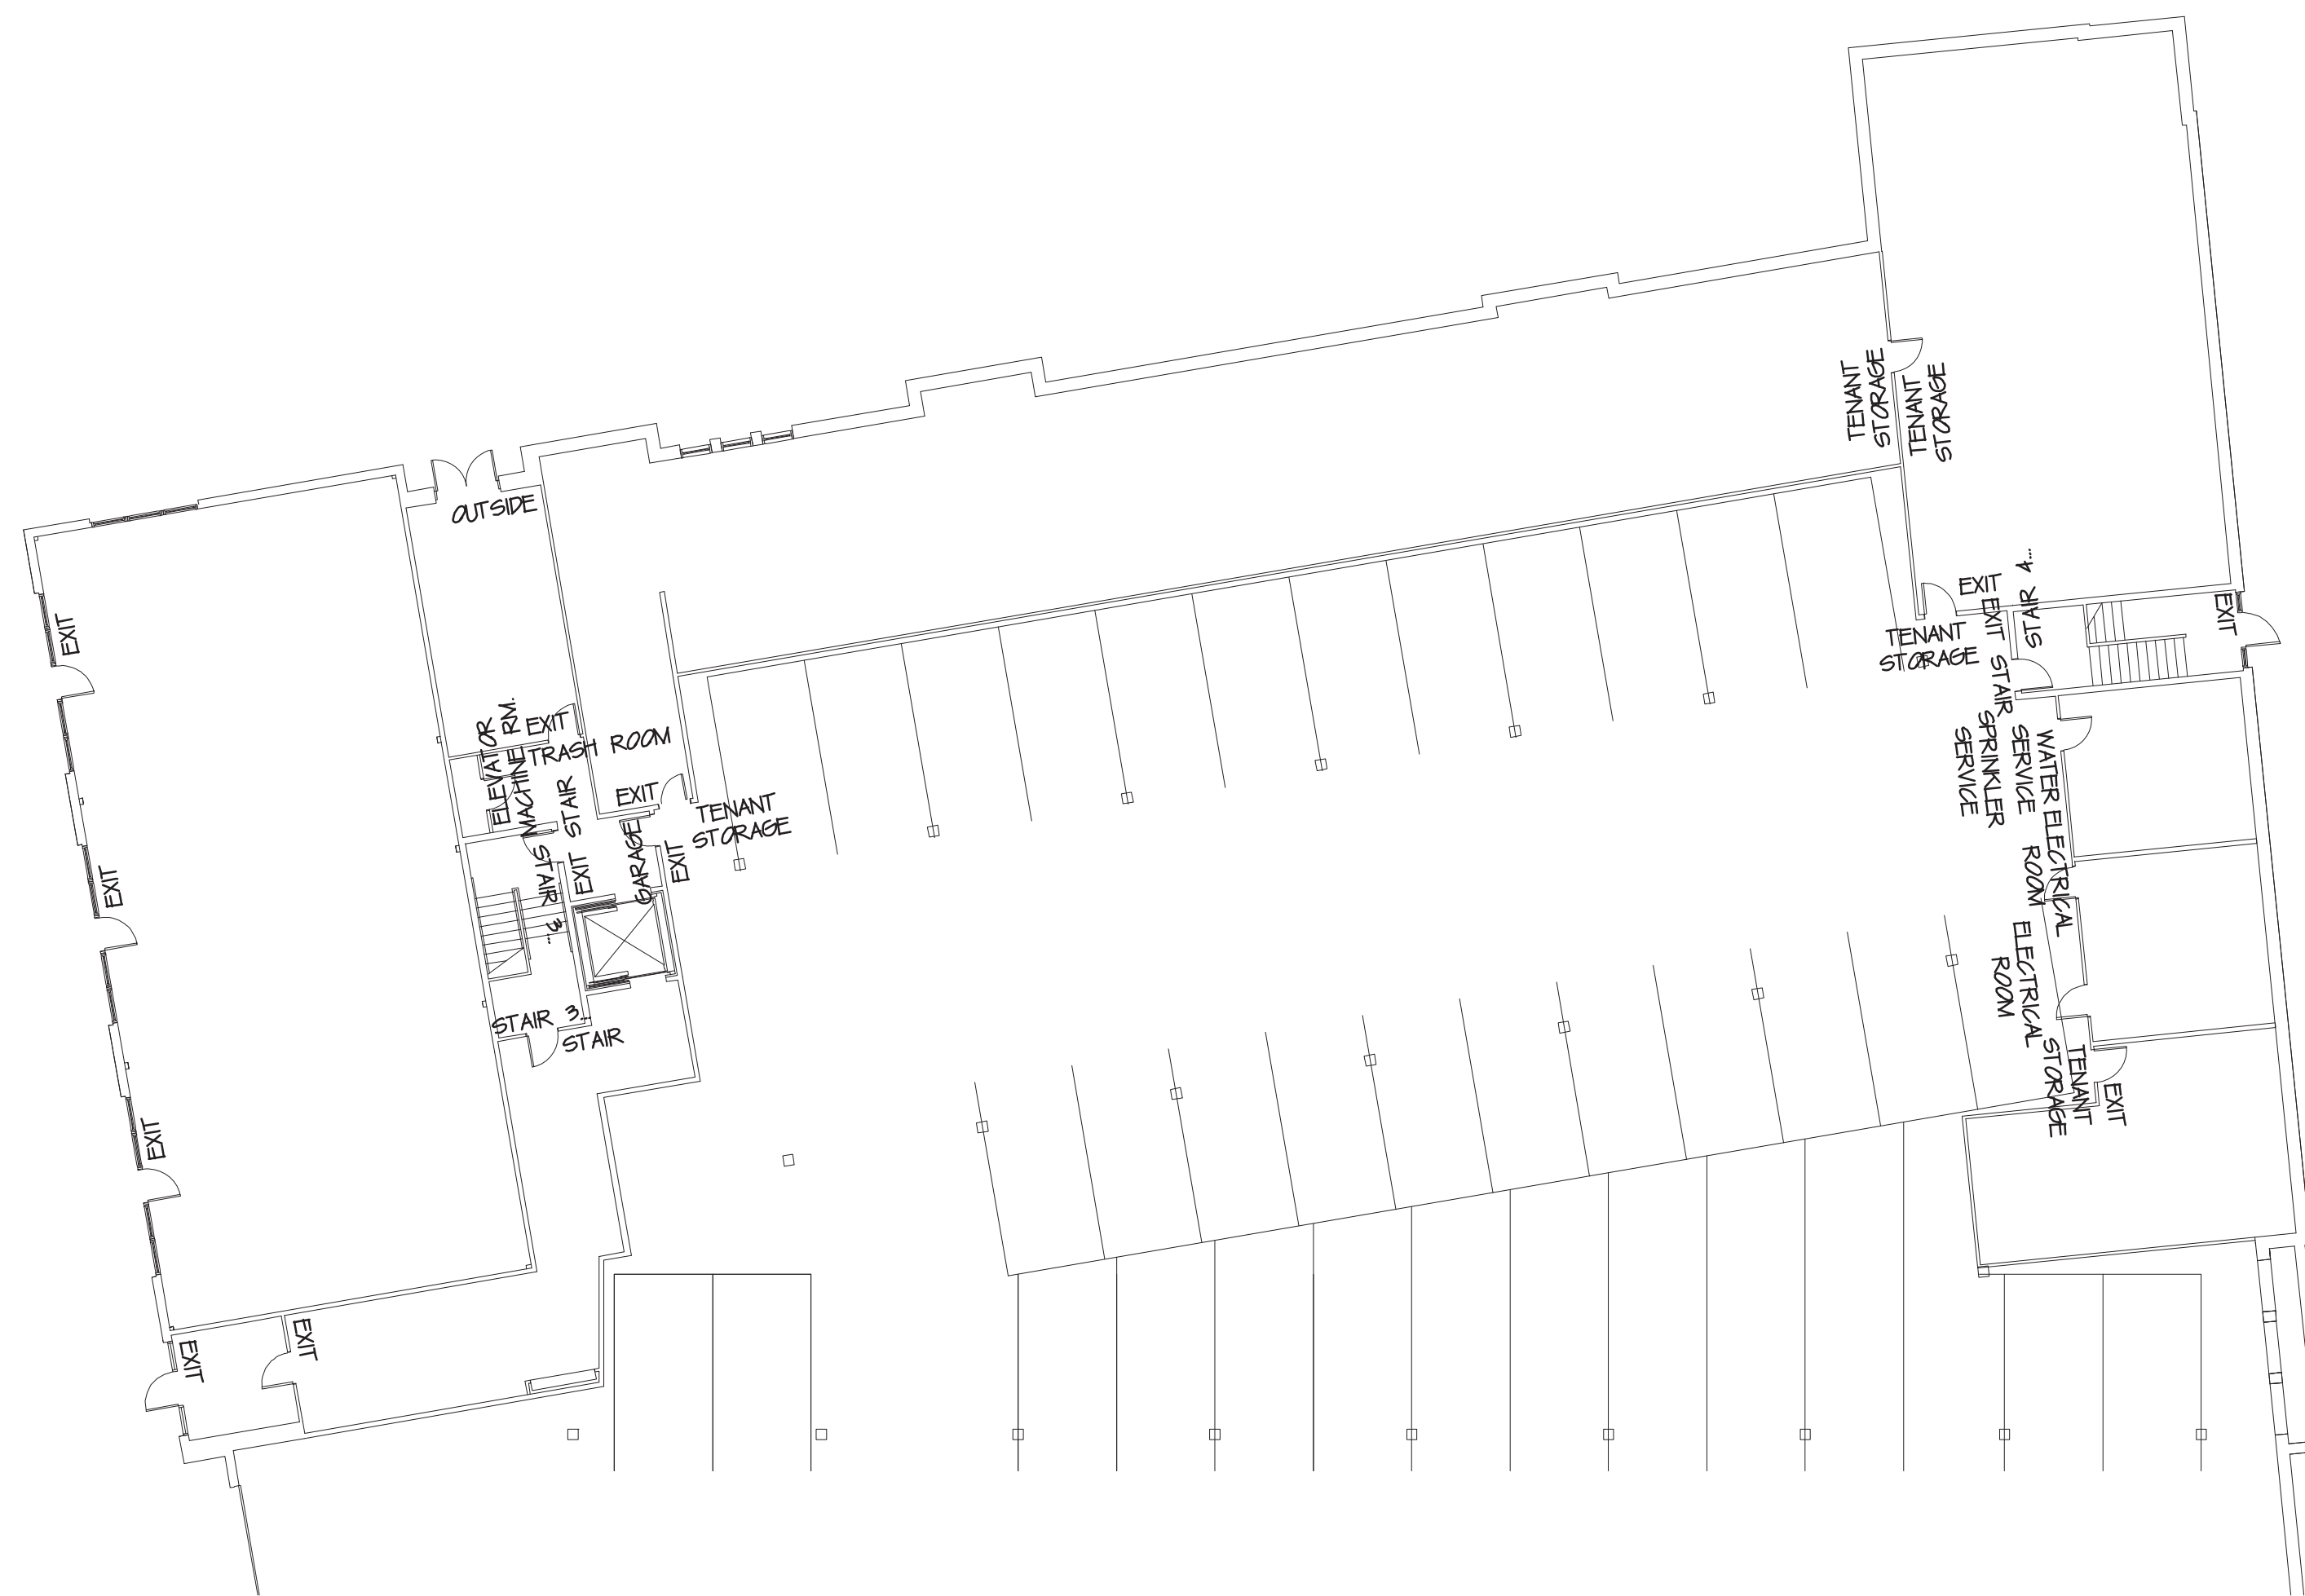 TENANT
STORAGE
TENANT
STORAGE
OUTSIDE
EXIT
STAIR 4...
EXIT
EXIT
EXIT STAIR
TENANT
STORAGE
ELEVATOR
MACHINE RM.
EXIT
TRASH ROOM
SPRINKLER
SERVICE
WATER
SERVICE
EXIT
TENANT
STORAGE
EXIT STAIR
GARAGE
EXIT
STAIR 3...
EXIT
ELECTRICAL
ROOM
ELECTRICAL
ROOM
STAIR 3...
STAIR
TENANT
STORAGE
EXIT
EXIT
EXIT
EXIT